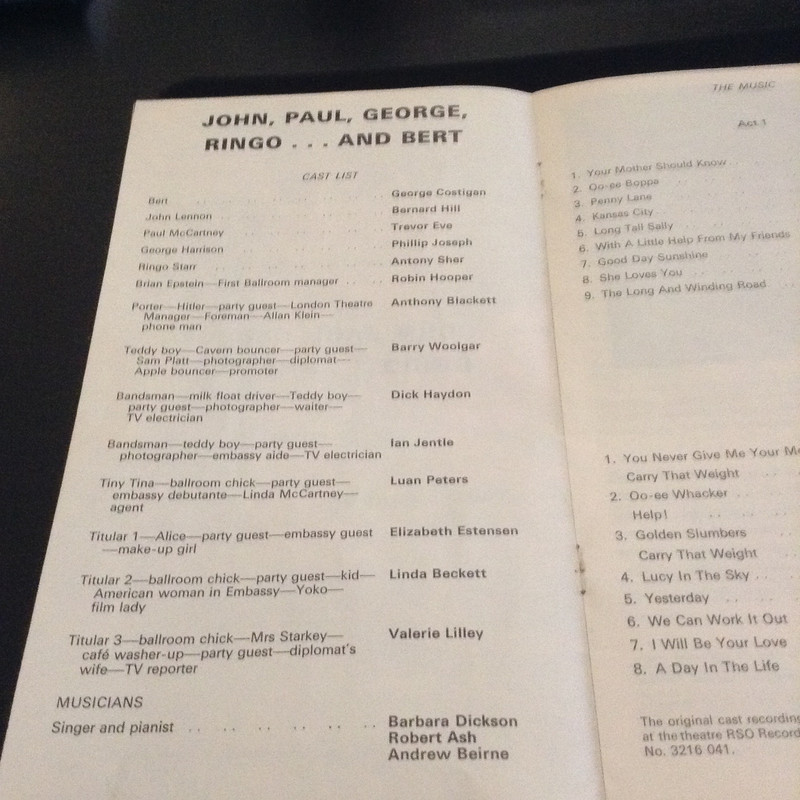 JOHN, PAUL, GEORGE,
RINGO . . . AND BERT
CAST LIST
Bert .. .. .. .. .. George Costigan
John Lennon .. .. .. .. Bernard Hill
Paul McCartney .. .. .. .. Trevor Eve
George Harrison .. .. .. .. Phillip Joseph
Ringo Starr .. .. .. .. Antony Sher
Brian Epstein—First Ballroom manager .. .. Robin Hooper
Porter—Hitler—party guest—London Theatre Anthony Blackett
Manager—Foreman—Allan Klein—
phone man
Teddy boy—Cavern bouncer—party guest— Barry Woolgar
Sam Platt—photographer—diplomat—
Apple bouncer—promoter
Bandsman—milk float driver—Teddy boy— Dick Haydon
party guest—photographer—waiter—
TV electrician
Bandsman—teddy boy—party guest— Ian Jentle
photographer—embassy aide—TV electrician
Tiny Tina—ballroom chick—party guest— Luan Peters
embassy debutante—Linda McCartney—
agent
Titular 1—Alice—party guest—embassy guest Elizabeth Estensen
—make-up girl
Titular 2—ballroom chick—party guest—kid— Linda Beckett
American woman in Embassy—Yoko—
film lady
Titular 3—ballroom chick—Mrs Starkey— Valerie Lilley
café washer-up—party guest—diplomat's
wife—TV reporter
MUSICIANS
Singer and pianist .. .. .. .. .. Barbara Dickson
Robert Ash
Andrew Beirne
THE MUSIC
Act 1
1. Your Mother Should Know ..
2. Oo-ee Boppa ..
3. Penny Lane
4. Kansas City ..
5. Long Tall Sally
6. With A Little Help From My Friends
7. Good Day Sunshine
8. She Loves You
9. The Long And Winding Road
1. You Never Give Me Your
Carry That Weight ..
2. Oo-ee Whacker ..
Help! ..
3. Golden Slumbers
Carry That Weight ..
4. Lucy In The Sky ..
5. Yesterday ..
6. We Can Work It Out
7. I Will Be Your Love
8. A Day In The Life
The original cast recording
at the theatre RSO
No. 3216 041.